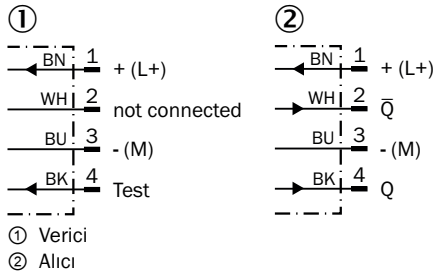 ① ②
BN 1 + (L+)
WH 2 not connected
BU 3 - (M)
BK 4 Test
BN 1 + (L+)
WH 2 Q̅
BU 3 - (M)
BK 4 Q
① Verici
② Alıcı